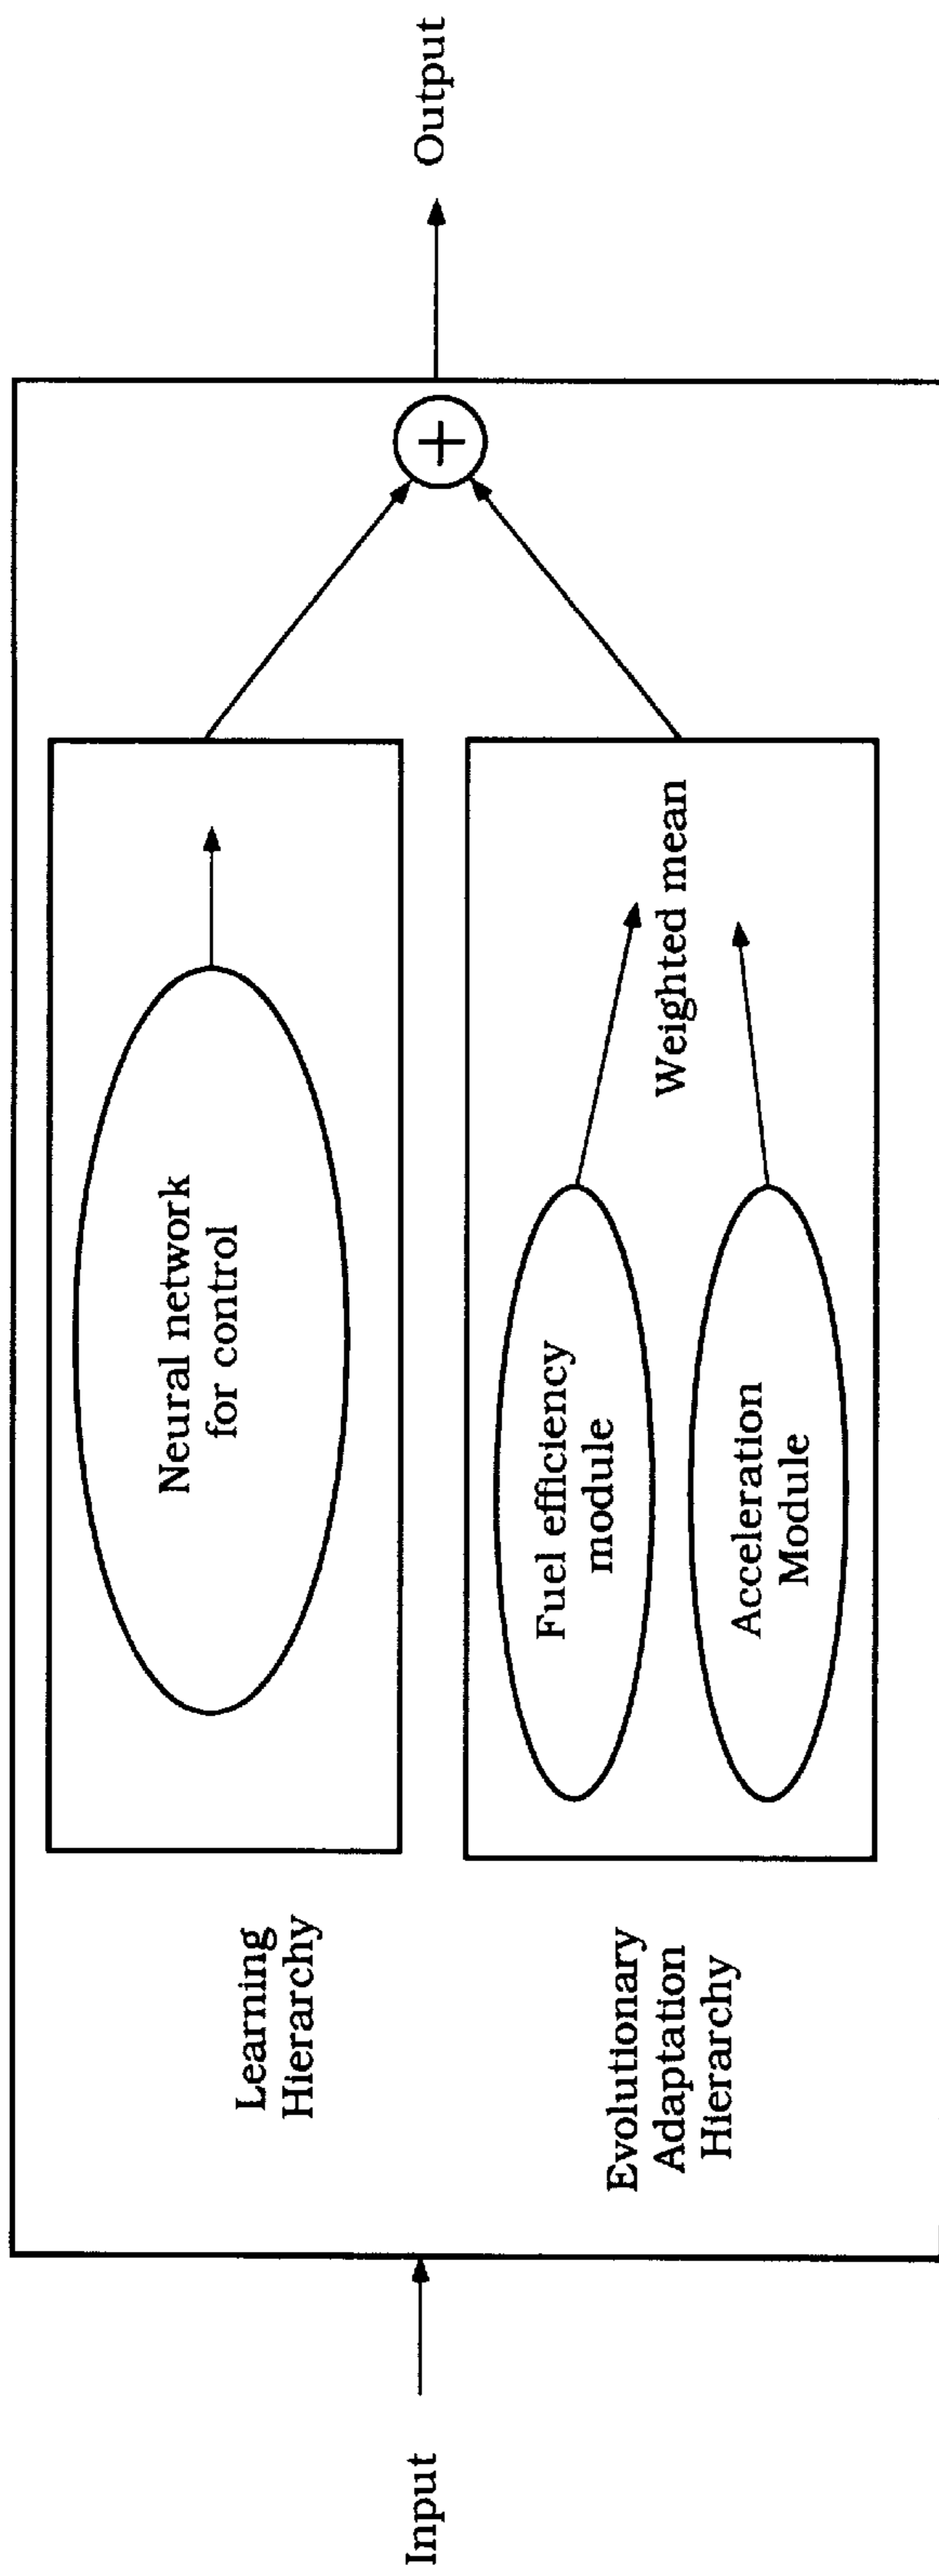 Input
Learning
Hierarchy
Neural network
for control
Evolutionary
Adaptation
Hierarchy
Fuel efficiency
module
Acceleration
Module
Weighted mean
+
Output